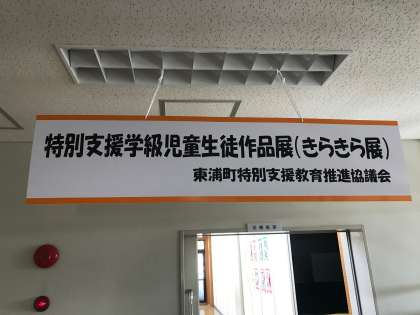 特別支援学級児童生徒作品展(きらきら展)
東浦町特別支援教育推進協議会